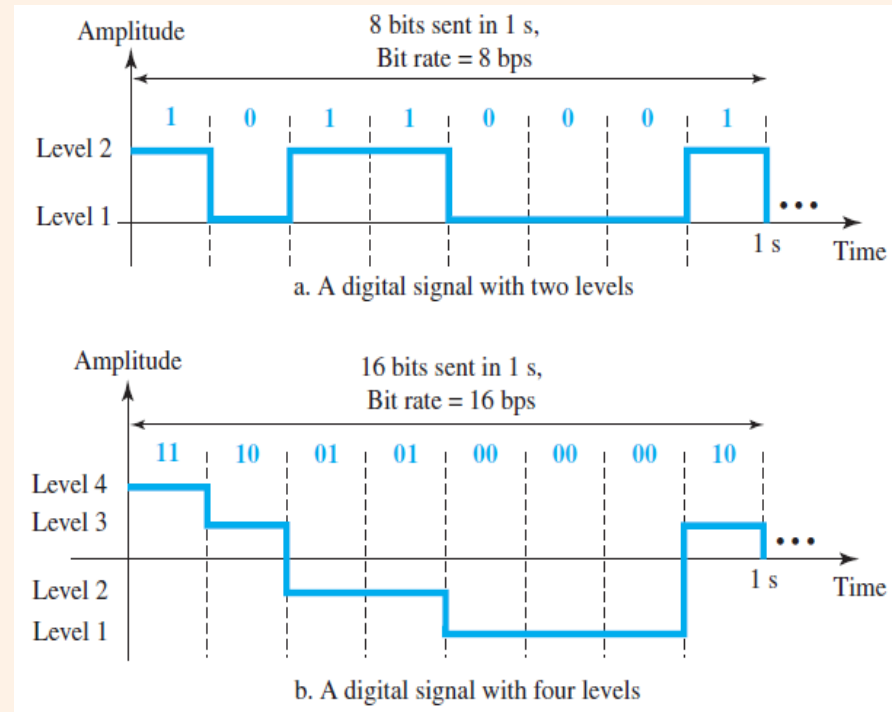 Amplitude
8 bits sent in 1 s,
Bit rate = 8 bps
1 0 1 1 0 0 0 1
Level 2
Level 1
•••
1 s
Time
a. A digital signal with two levels
Amplitude
16 bits sent in 1 s,
Bit rate = 16 bps
11 10 01 01 00 00 00 10
Level 4
Level 3
•••
Level 2
1 s
Time
Level 1
b. A digital signal with four levels